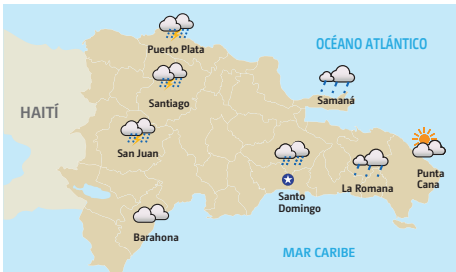 Puerto Plata
OCÉANO ATLÁNTICO
Santiago
Samaná
HAITÍ
San Juan
Punta
Cana
La Romana
Santo
Domingo
Barahona
MAR CARIBE